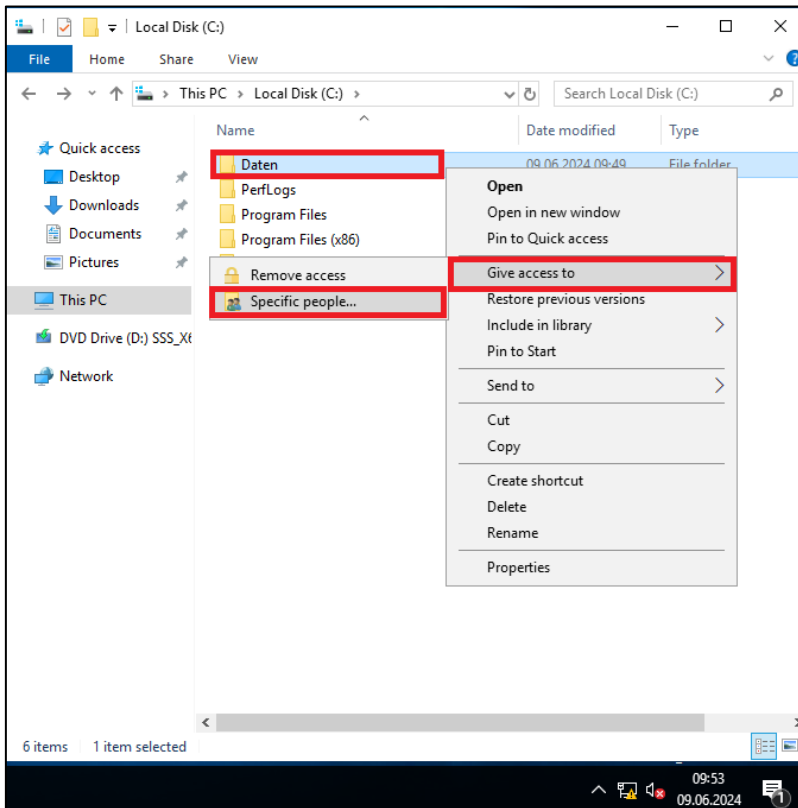 Local Disk (C:)
File Home Share View
This PC > Local Disk (C:) >
Search Local Disk (C:)
Name Date modified Type
Quick access
Desktop
Downloads
Documents
Pictures
This PC
DVD Drive (D:) SSS_X6
Network
Daten 09.06.2024 09:49 File folder
PerfLogs
Program Files
Program Files (x86)
Remove access
Specific people...
Open
Open in new window
Pin to Quick access
Give access to
Restore previous versions
Include in library
Pin to Start
Send to
Cut
Copy
Create shortcut
Delete
Rename
Properties
6 items 1 item selected
09:53
09.06.2024
1